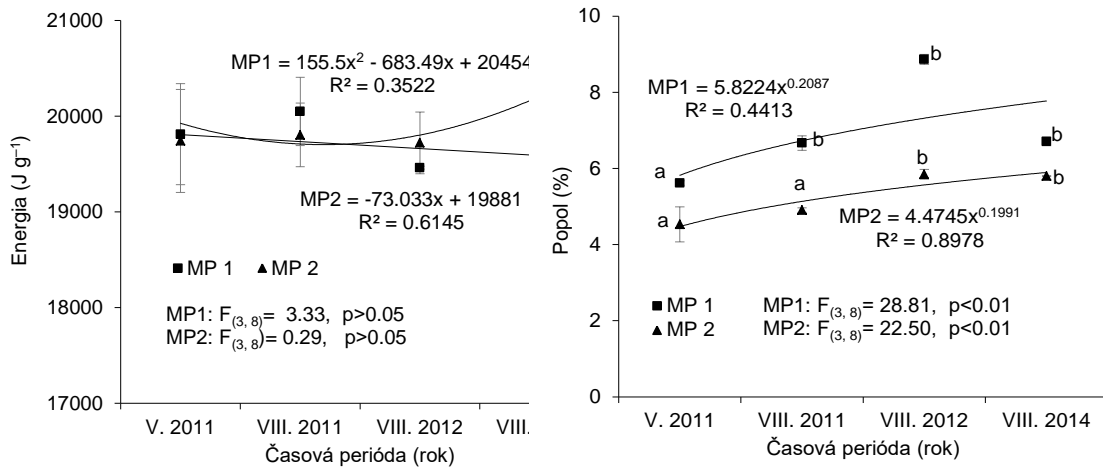 21000
20000
19000
18000
17000
Energia (J g⁻¹)
MP1 = 155.5x² - 683.49x + 20454
R² = 0.3522
MP2 = -73.033x + 19881
R² = 0.6145
MP 1 MP 2
MP1: F(3, 8)= 3.33, p>0.05
MP2: F(3, 8)= 0.29, p>0.05
V. 2011 VIII. 2011 VIII. 2012 VIII.
Časová perióda (rok)
10
8
6
4
2
0
Popol (%)
MP1 = 5.8224x^0.2087
R² = 0.4413
a
b
b
b
a
a
b
b
MP2 = 4.4745x^0.1991
R² = 0.8978
MP 1 MP1: F(3, 8) = 28.81, p<0.01
MP 2 MP2: F(3, 8)= 22.50, p<0.01
V. 2011 VIII. 2011 VIII. 2012 VIII. 2014
Časová perióda (rok)